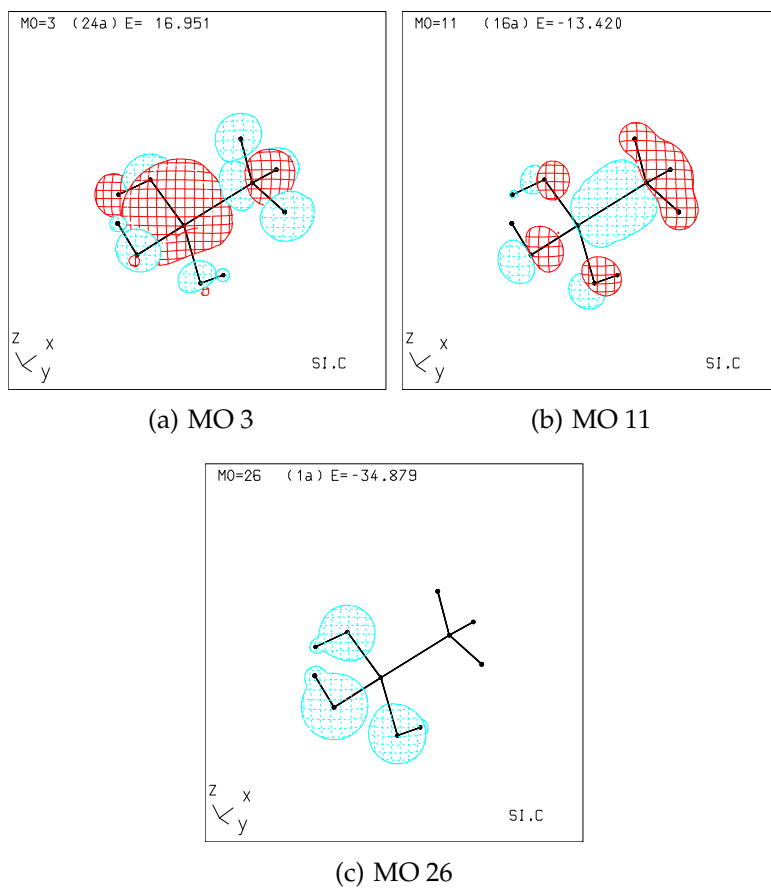 MO=3 (24a) E= 16.951
z x
y
SI.C
(a) MO 3
MO=11 (16a) E=-13.420
z x
y
SI.C
(b) MO 11
MO=26 (1a) E=-34.879
z x
y
SI.C
(c) MO 26